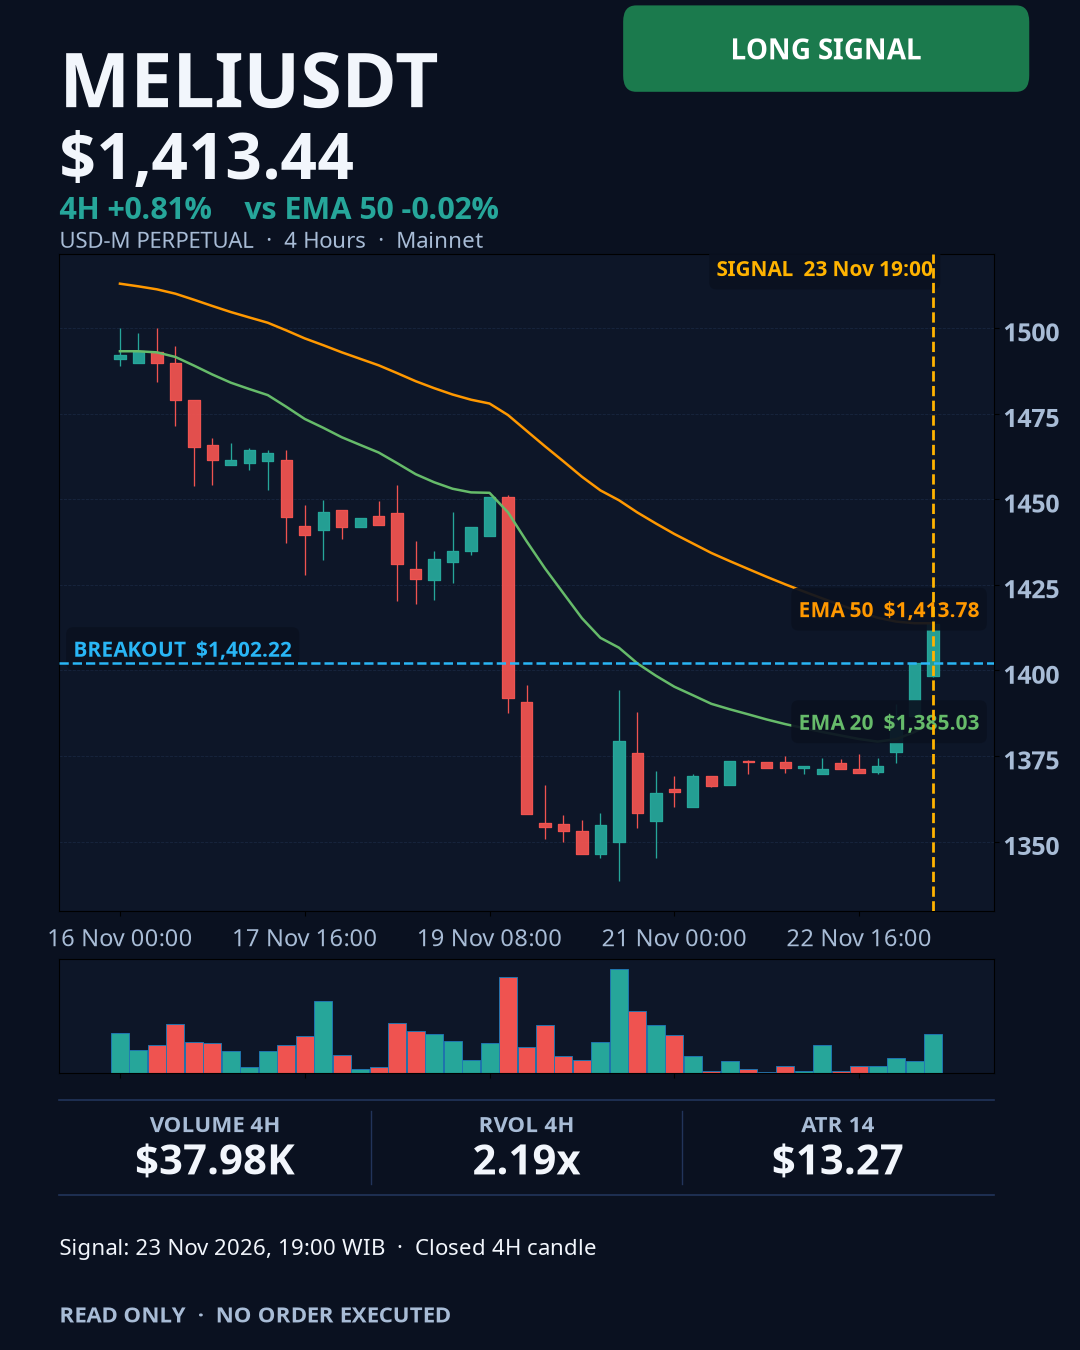 LONG SIGNAL
MELIUSDT
$1,413.44
4H +0.81% vs EMA 50 -0.02%
USD-M PERPETUAL · 4 Hours · Mainnet
SIGNAL 23 Nov 19:00
1500
1475
1450
1425
EMA 50 $1,413.78
BREAKOUT $1,402.22
1400
EMA 20 $1,385.03
1375
1350
16 Nov 00:00 17 Nov 16:00 19 Nov 08:00 21 Nov 00:00 22 Nov 16:00
VOLUME 4H RVOL 4H ATR 14
$37.98K 2.19x $13.27
Signal: 23 Nov 2026, 19:00 WIB · Closed 4H candle
READ ONLY · NO ORDER EXECUTED